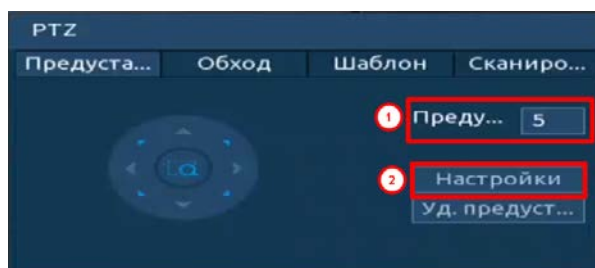 PTZ
Предуста... Обход Шаблон Сканиро...
1 Преду... 5
2 Настройки
Уд. предуст...